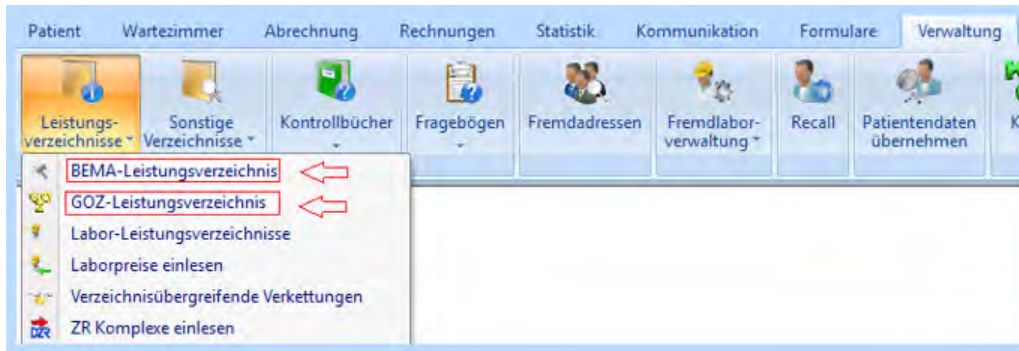 Patient Wartezimmer Abrechnung Rechnungen Statistik Kommunikation Formulare Verwaltung
Leistungs- Sonstige Kontrollbücher Fragebögen Fremdadressen Fremdlabor- Recall Patientendaten K
verzeichnisse Verzeichnisse verwaltung übernehmen
BEMA-Leistungsverzeichnis
GOZ-Leistungsverzeichnis
Labor-Leistungsverzeichnisse
Laborpreise einlesen
Verzeichnisübergreifende Verkettungen
DZR ZR Komplexe einlesen